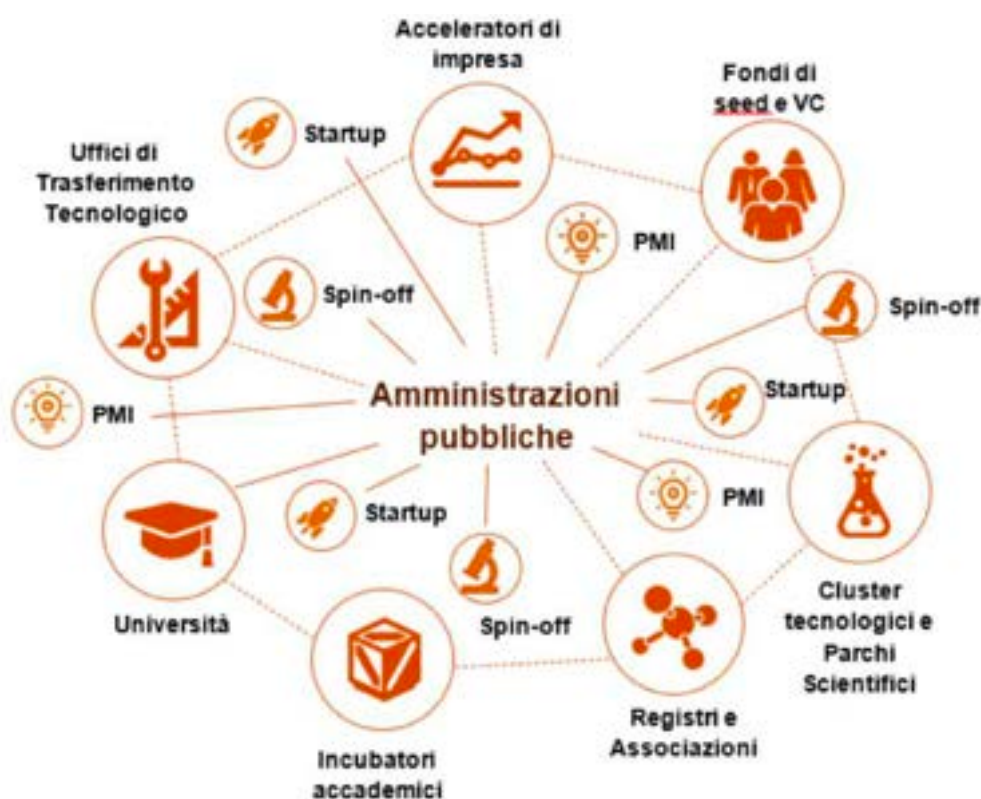 Acceleratori di
impresa
Fondi di
seed e VC
Startup
Uffici di
Trasferimento
Tecnologico
PMI
Spin-off
Spin-off
Amministrazioni
pubbliche
Startup
PMI
PMI
Startup
Università
Spin-off
Cluster
tecnologici e
Parchi
Scientifici
Registri e
Associazioni
Incubatori
accademici